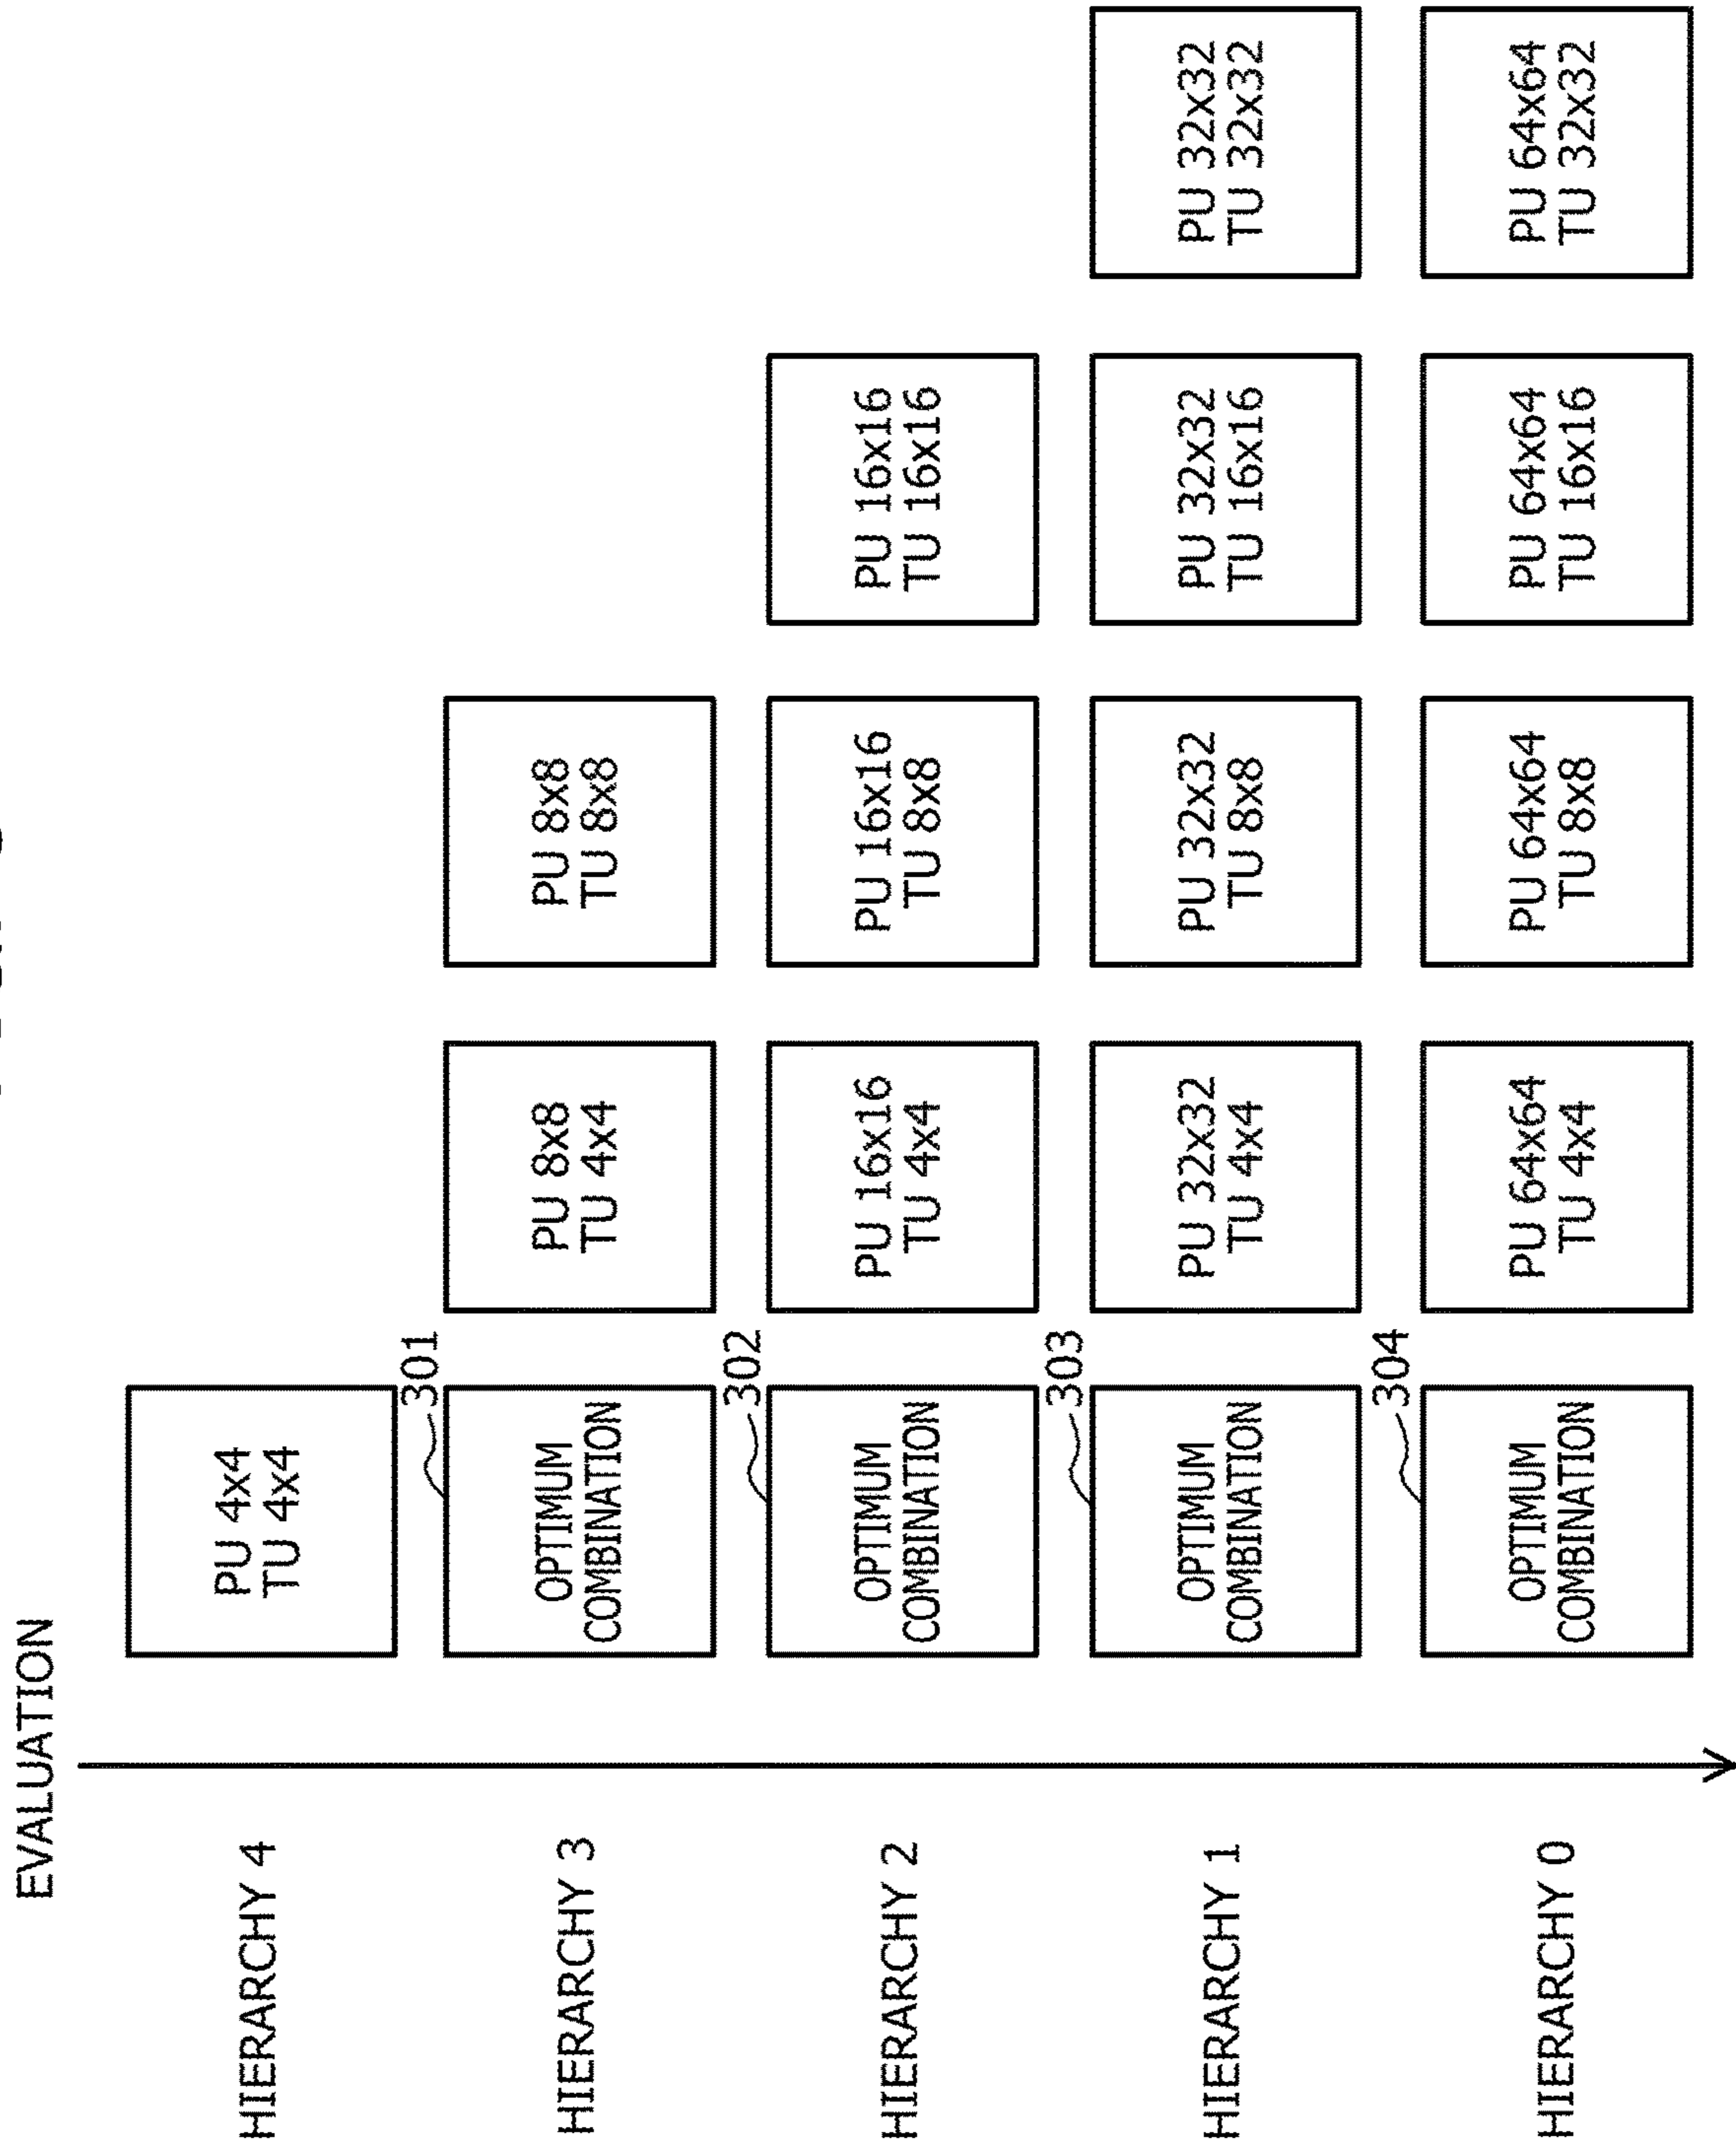 EVALUATION
HIERARCHY 4
PU 4x4
TU 4x4
301
HIERARCHY 3
OPTIMUM
COMBINATION
PU 8x8
TU 4x4
PU 8x8
TU 8x8
302
HIERARCHY 2
OPTIMUM
COMBINATION
PU 16x16
TU 4x4
PU 16x16
TU 8x8
PU 16x16
TU 16x16
303
HIERARCHY 1
OPTIMUM
COMBINATION
PU 32x32
TU 4x4
PU 32x32
TU 8x8
PU 32x32
TU 16x16
PU 32x32
TU 32x32
304
HIERARCHY 0
OPTIMUM
COMBINATION
PU 64x64
TU 4x4
PU 64x64
TU 8x8
PU 64x64
TU 16x16
PU 64x64
TU 32x32